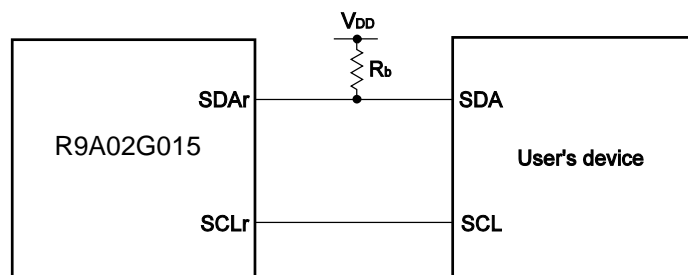 VDD
Rb
SDAr
SDA
R9A02G015
User's device
SCLr
SCL